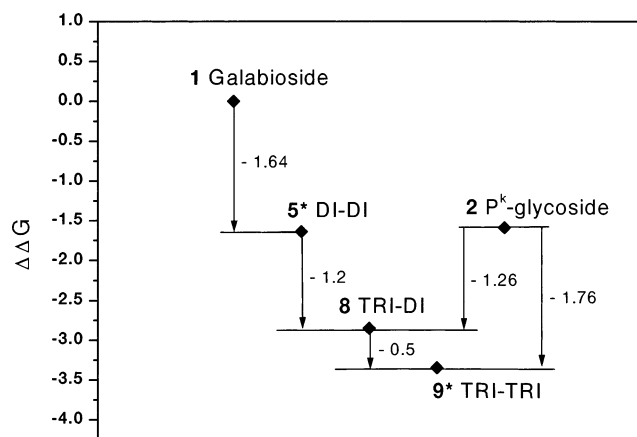 1.0
0.5
0.0
-0.5
-1.0
-1.5
-2.0
-2.5
-3.0
-3.5
-4.0
ΔΔG
1 Galabioside
- 1.64
5* DI-DI
2 Pᵏ-glycoside
- 1.2
- 1.26
8 TRI-DI
- 1.76
- 0.5
9* TRI-TRI